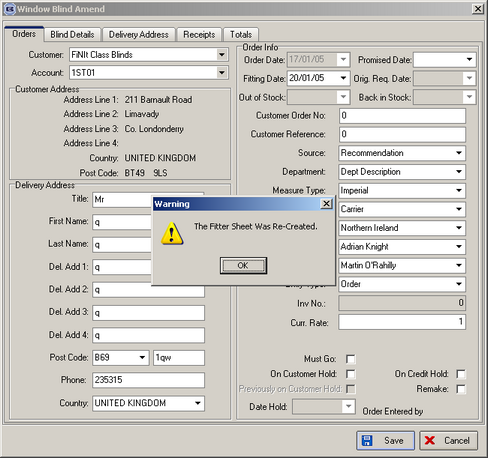 Window Blind Amend
Orders Blind Details Delivery Address Receipts Totals
Customer: FiNIt Class Blinds
Account: 1ST01
Customer Address
Address Line 1: 211 Barnault Road
Address Line 2: Limavady
Address Line 3: Co. Londonderry
Address Line 4:
Country: UNITED KINGDOM
Post Code: BT49 9LS
Delivery Address
Title: Mr
First Name: q
Last Name: q
Del. Add 1: q
Del. Add 2: q
Del. Add 3: q
Del. Add 4: q
Post Code: B69 1qw
Phone: 235315
Country: UNITED KINGDOM
Order Info
Order Date: 17/01/05 Promised Date:
Fitting Date: 20/01/05 Orig. Req. Date:
Out of Stock: Back in Stock:
Customer Order No: 0
Customer Reference: 0
Source: Recommendation
Department: Dept Description
Measure Type: Imperial
Carrier
Northern Ireland
Adrian Knight
Martin O'Rahilly
Order
Inv No.: 0
Curr. Rate: 1
Must Go:
On Customer Hold: On Credit Hold:
Previously on Customer Hold: Remake:
Date Hold: Order Entered by
Warning
The Fitter Sheet Was Re-Created.
OK
Save Cancel